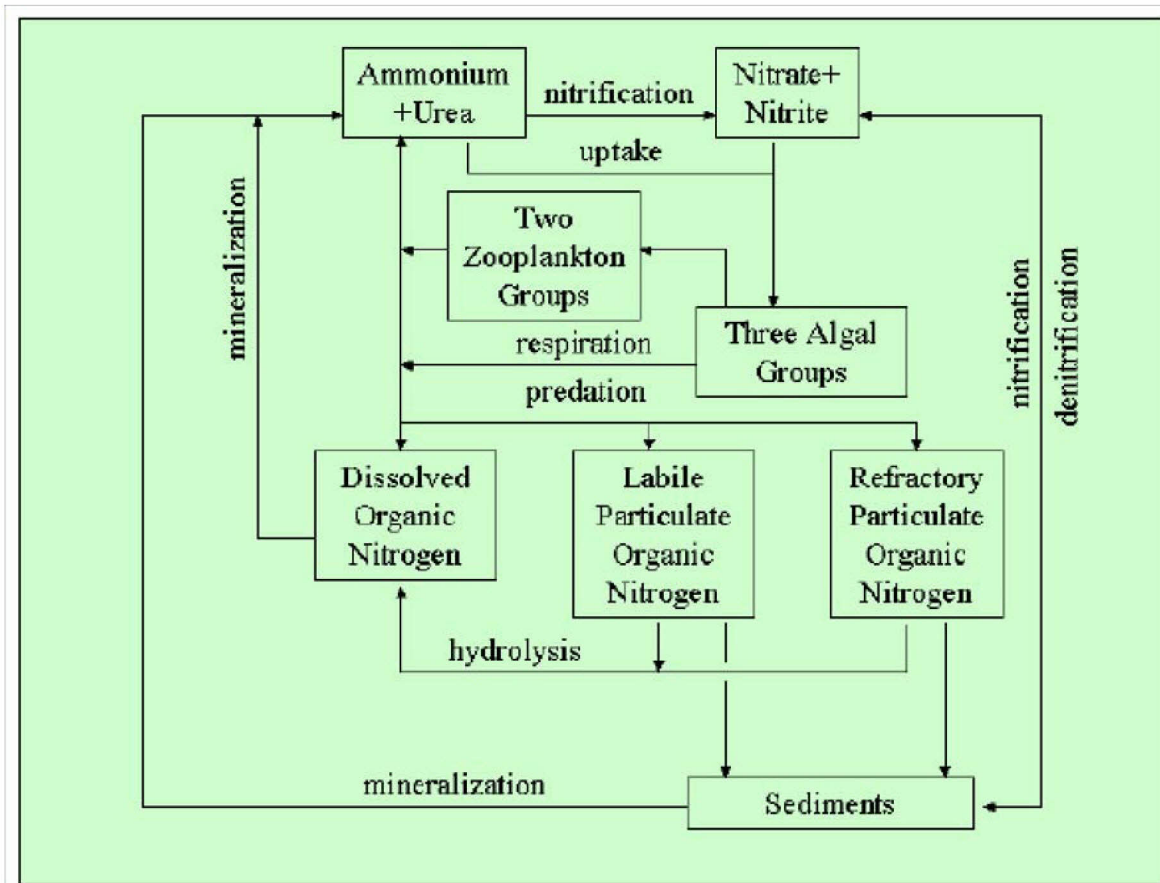 Ammonium
+Urea
nitrification
Nitrate+
Nitrite
uptake
Two
Zooplankton
Groups
mineralization
respiration
Three Algal
Groups
predation
nitrification
denitrification
Dissolved
Organic
Nitrogen
Labile
Particulate
Organic
Nitrogen
Refractory
Particulate
Organic
Nitrogen
hydrolysis
mineralization
Sediments